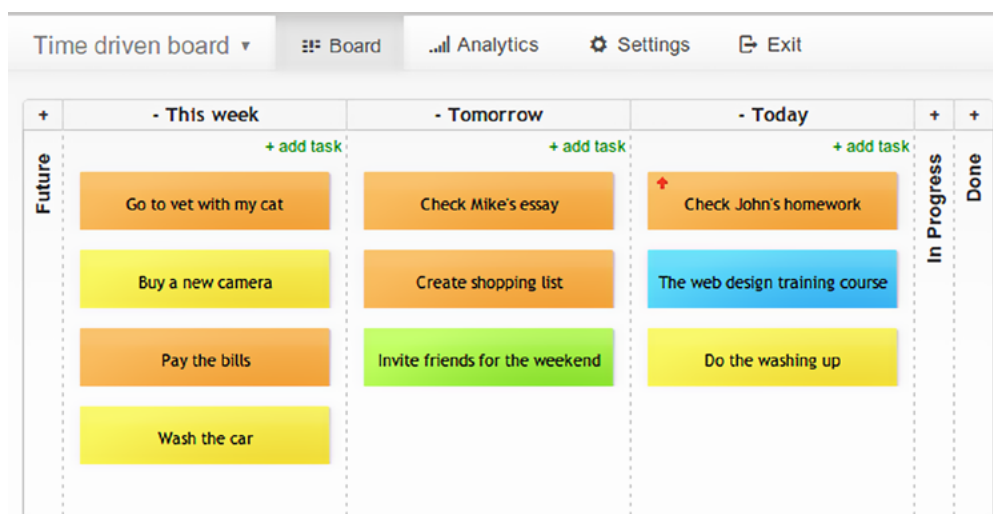 Time driven board ▾ Board Analytics Settings Exit
+ - This week - Tomorrow - Today + +
+ add task + add task + add task
Future
In Progress
Done
Go to vet with my cat Check Mike's essay Check John's homework
Buy a new camera Create shopping list The web design training course
Pay the bills Invite friends for the weekend Do the washing up
Wash the car